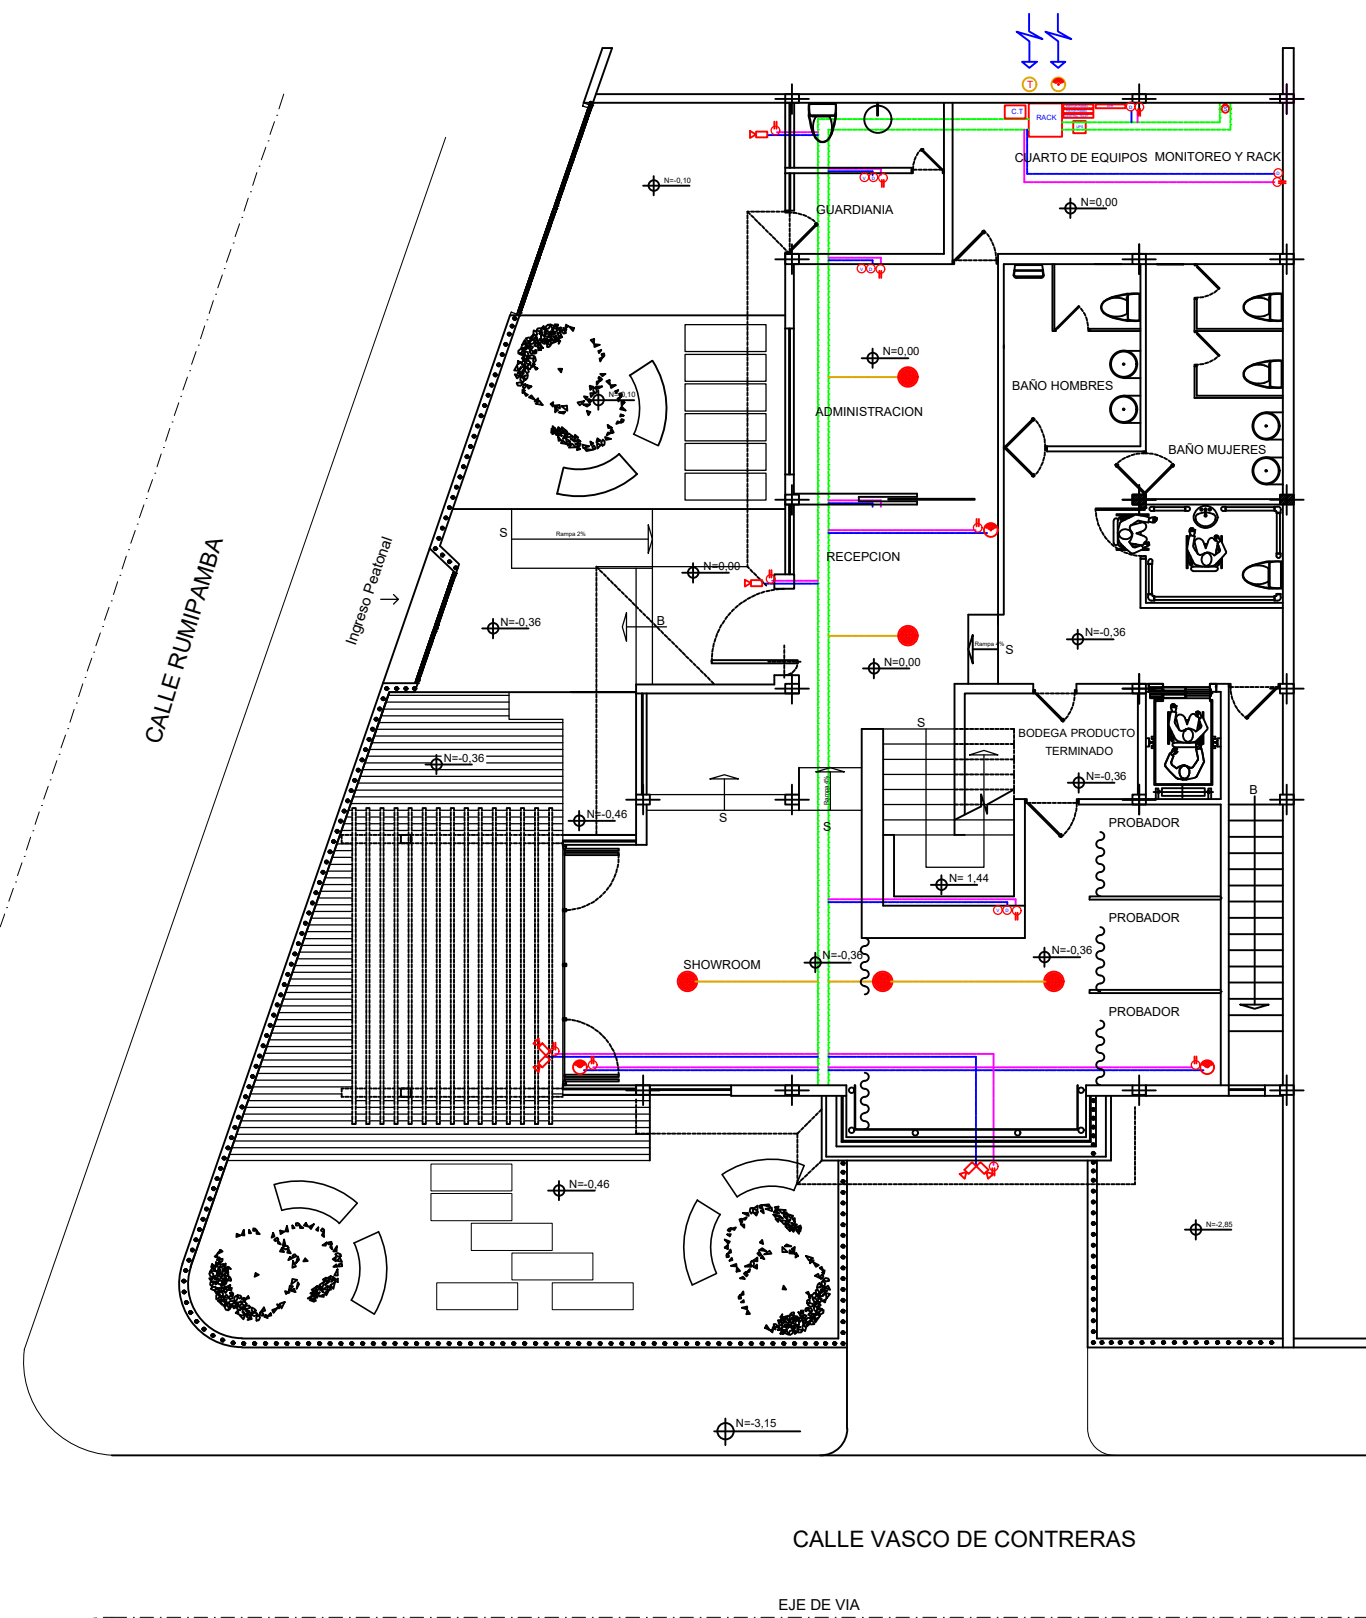 T
C.T
RACK
CUARTO DE EQUIPOS MONITOREO Y RACK
N=-0,10
N=0,00
GUARDIANIA
N=0,00
N=-0,10
BAÑO HOMBRES
ADMINISTRACION
BAÑO MUJERES
S
Rampa 2%
RECEPCION
CALLE RUMIPAMBA
Ingreso Peatonal
N=0,00
N=-0,36
B
N=-0,36
S
N=0,00
S
BODEGA PRODUCTO
TERMINADO
N=-0,36
N=-0,36
B
N=-0,46
S
S
PROBADOR
N= 1,44
PROBADOR
N=-0,36
N=-0,36
SHOWROOM
PROBADOR
N=-0,46
N=-2,85
N=-3,15
CALLE VASCO DE CONTRERAS
EJE DE VIA